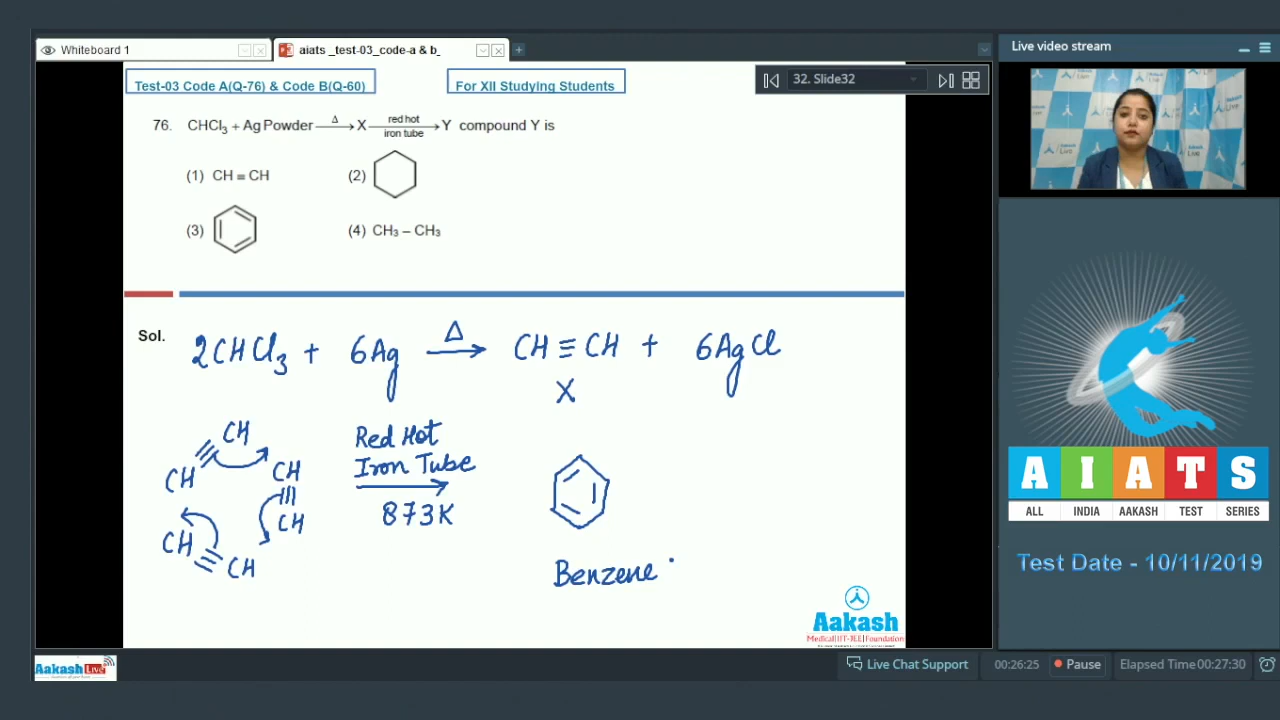 Whiteboard 1
aiats _test-03_code-a & b_
Live video stream
Test-03 Code A(Q-76) & Code B(Q-60)
For XII Studying Students
32. Slide32
76. CHCl₃ + Ag Powder —Δ→ X —red hot iron tube→ Y compound Y is
(1) CH ≡ CH (2)
(3) (4) CH₃ – CH₃
Sol.
2CHCl₃ + 6Ag —Δ→ CH ≡ CH + 6AgCl
X
CH ≡ CH
CH ≡ CH
CH ≡ CH
Red Hot
Iron Tube
873K
Benzene
Aakash
Medical|IIT-JEE|Foundation
AIATS
ALL INDIA AAKASH TEST SERIES
Test Date - 10/11/2019
Aakash Live
Live Chat Support
00:26:25
Pause
Elapsed Time 00:27:30